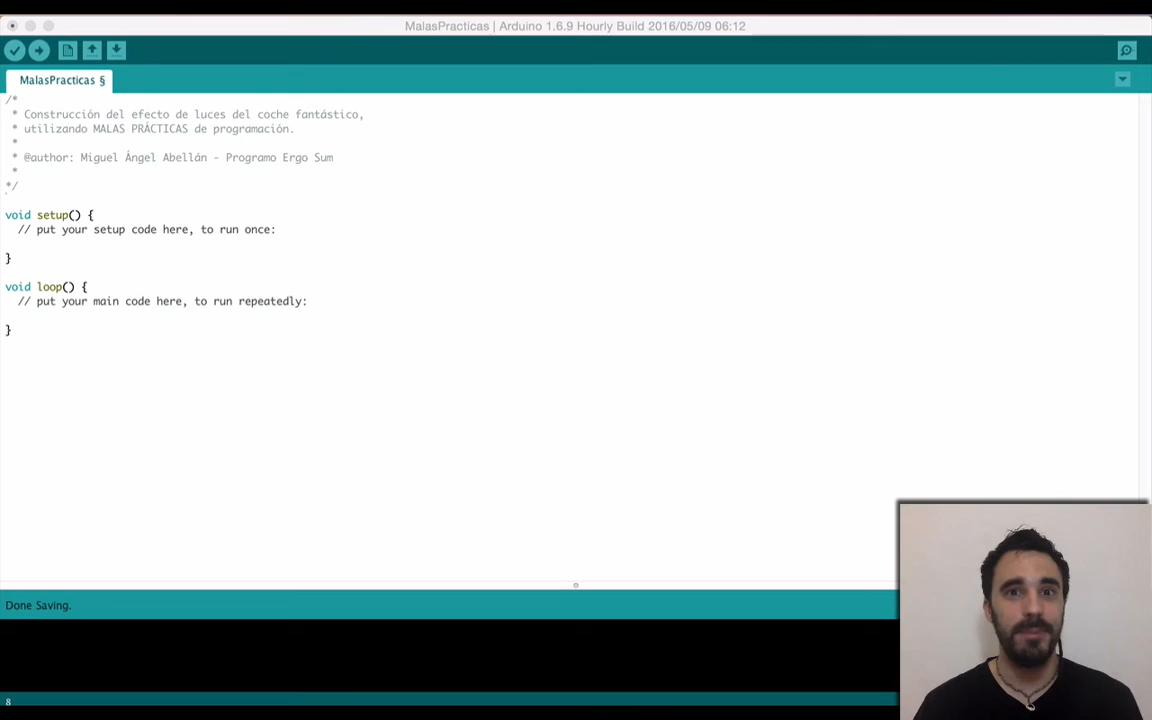 MalasPracticas | Arduino 1.6.9 Hourly Build 2016/05/09 06:12
MalasPracticas §
/*
* Construcción del efecto de luces del coche fantástico,
* utilizando MALAS PRÁCTICAS de programación.
*
* @author: Miguel Ángel Abellán - Programo Ergo Sum
*
*/
void setup() {
// put your setup code here, to run once:
}
void loop() {
// put your main code here, to run repeatedly:
}
Done Saving.
8